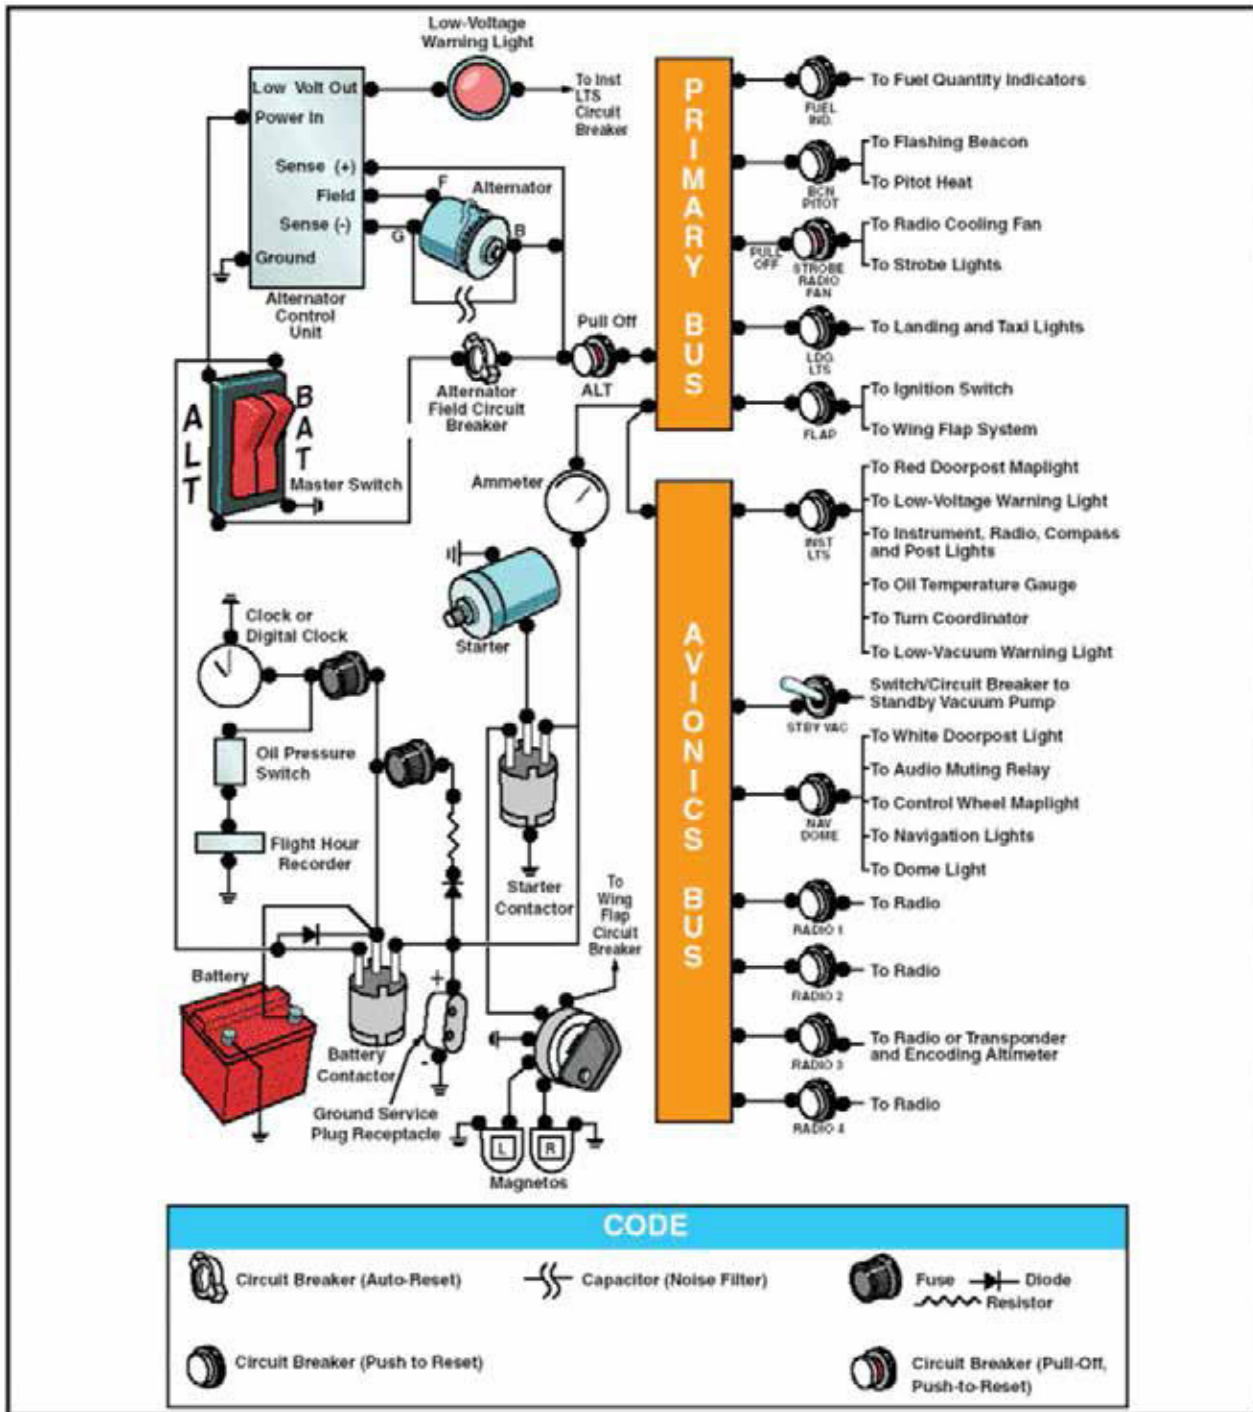 Low-Voltage
Warning Light
Low Volt Out
Power In
Sense (+)
Field
Sense (-)
Ground
Alternator
Control
Unit
To Inst
LTS
Circuit
Breaker
F
Alternator
G
B
Pull Off
ALT
Alternator
Field Circuit
Breaker
ALT
BAT
Master Switch
Ammeter
Starter
Clock or
Digital Clock
Oil Pressure
Switch
Flight Hour
Recorder
Starter
Contactor
To
Wing
Flap
Circuit
Breaker
Battery
Battery
Contactor
+
-
Ground Service
Plug Receptacle
L
R
Magnetos
PRIMARY BUS
FUEL
IND.
To Fuel Quantity Indicators
BCN
PITOT
To Flashing Beacon
To Pitot Heat
PULL
OFF
STROBE
RADIO
FAN
To Radio Cooling Fan
To Strobe Lights
LDG
LTS
To Landing and Taxi Lights
FLAP
To Ignition Switch
To Wing Flap System
AVIONICS BUS
INST
LTS
To Red Doorpost Maplight
To Low-Voltage Warning Light
To Instrument, Radio, Compass
and Post Lights
To Oil Temperature Gauge
To Turn Coordinator
To Low-Vacuum Warning Light
STBY VAC
Switch/Circuit Breaker to
Standby Vacuum Pump
NAV
DOME
To White Doorpost Light
To Audio Muting Relay
To Control Wheel Maplight
To Navigation Lights
To Dome Light
RADIO 1
To Radio
RADIO 2
To Radio
RADIO 3
To Radio or Transponder
and Encoding Altimeter
RADIO 4
To Radio
CODE
Circuit Breaker (Auto-Reset)
Capacitor (Noise Filter)
Fuse
Diode
Resistor
Circuit Breaker (Push to Reset)
Circuit Breaker (Pull-Off,
Push-to-Reset)